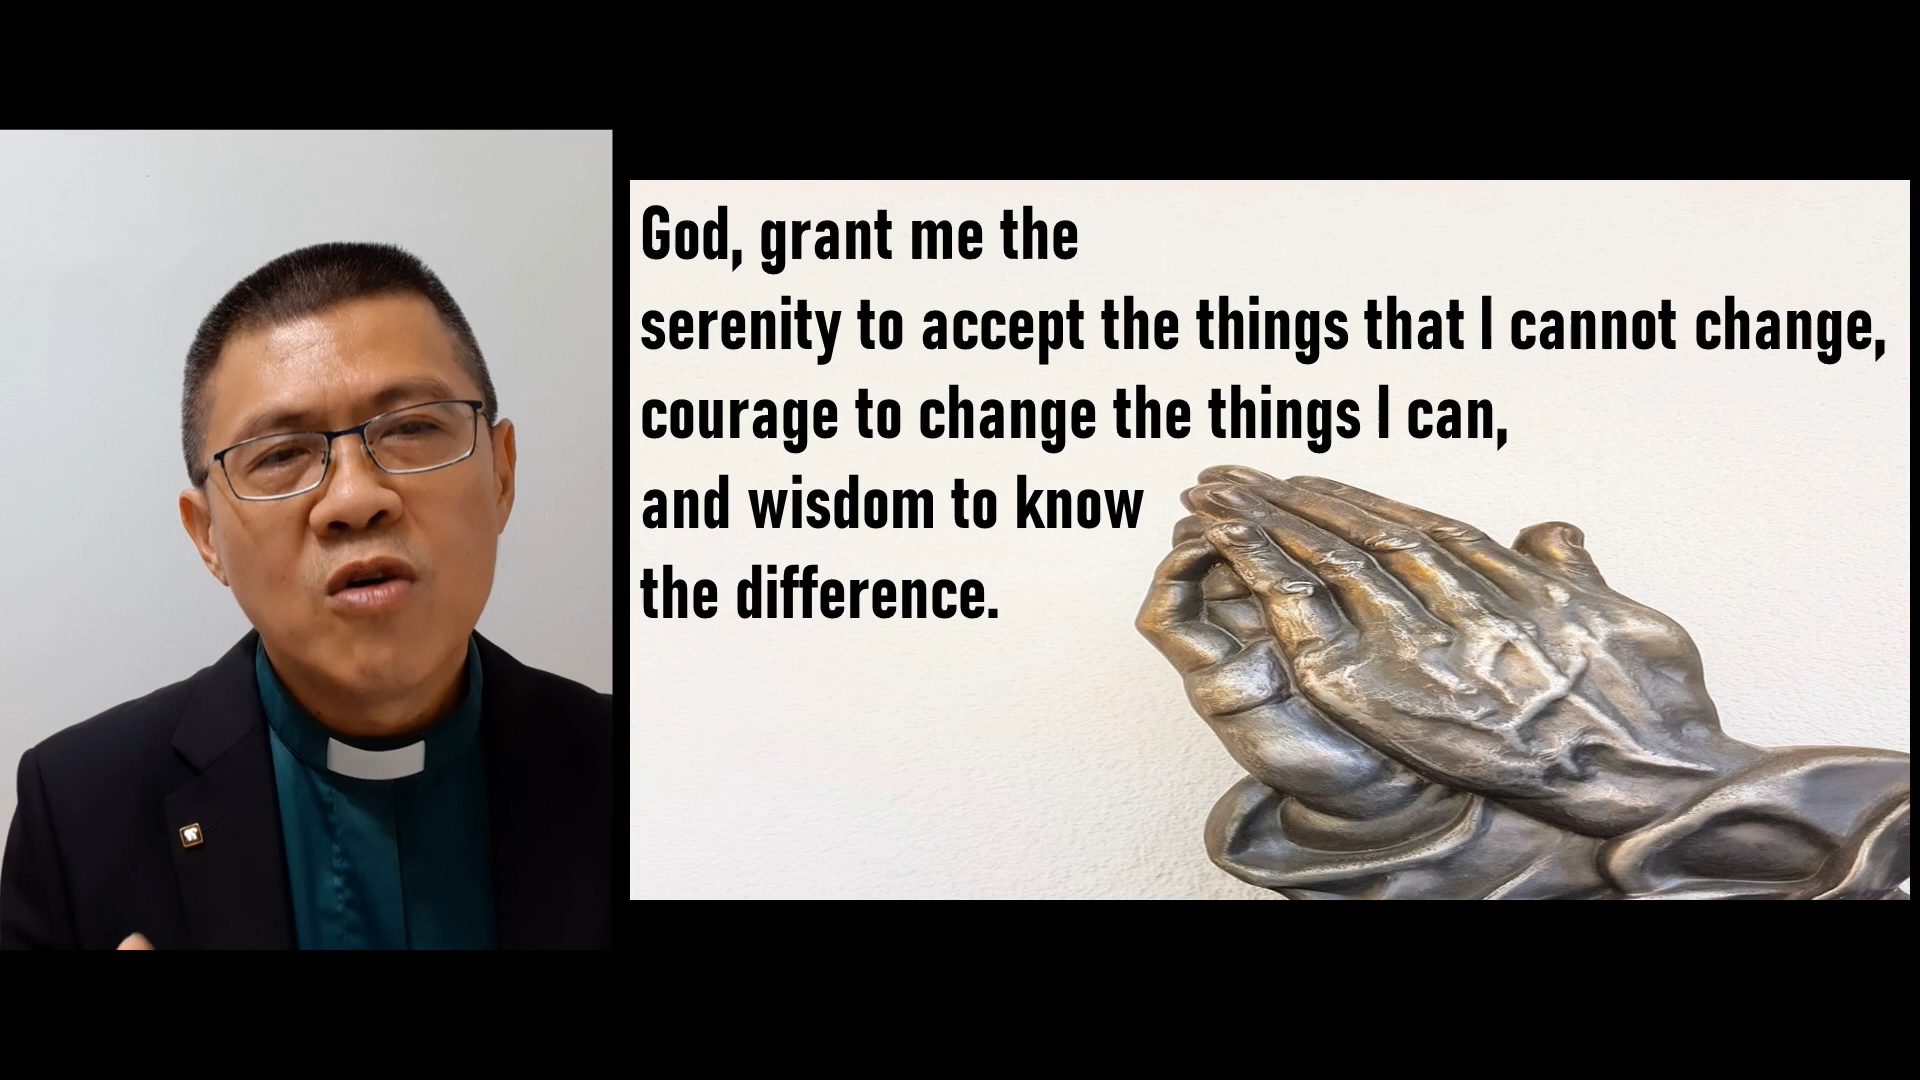 God, grant me the
serenity to accept the things that I cannot change,
courage to change the things I can,
and wisdom to know
the difference.